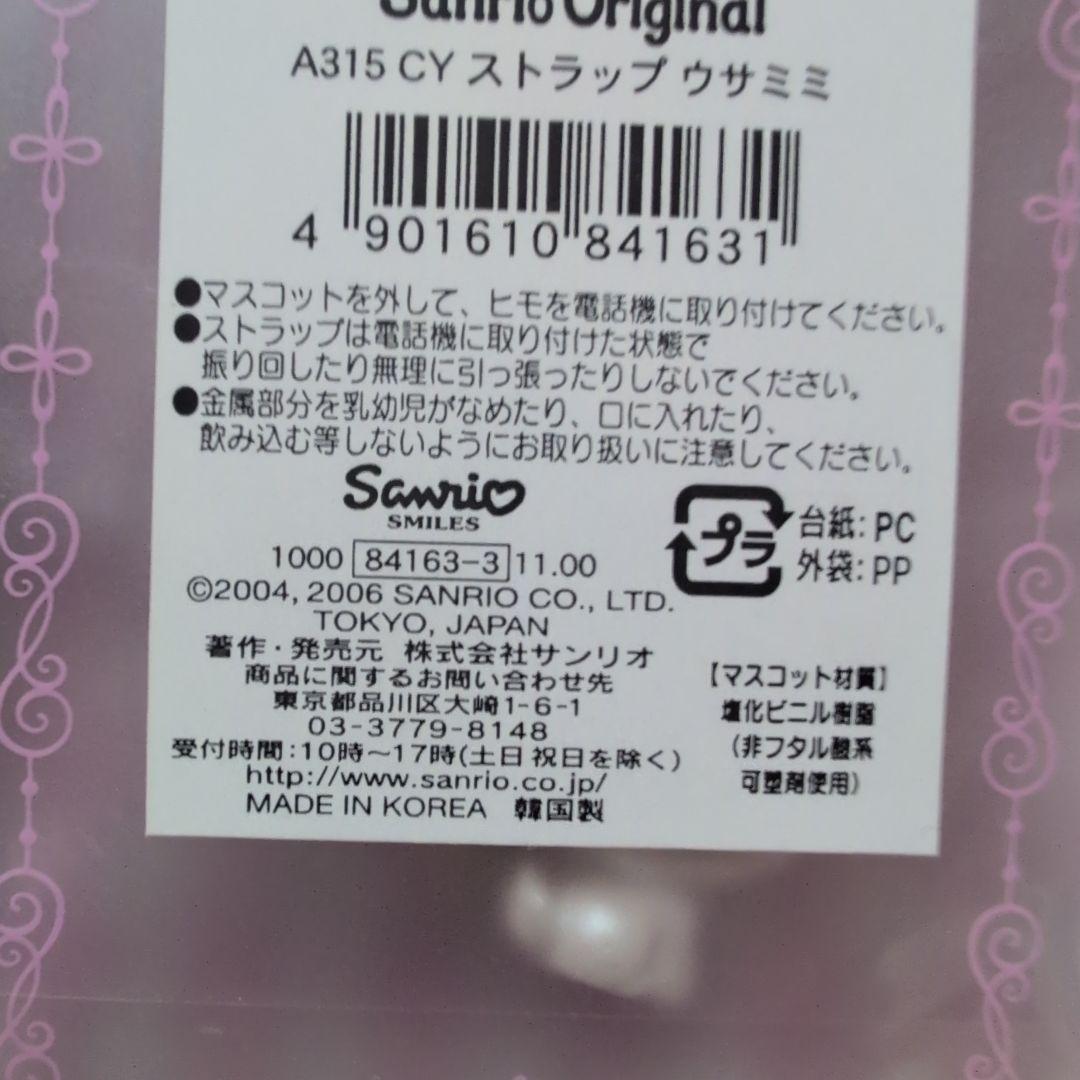 Sanrio Original
A315 CY ストラップ ウサミミ
4 901610 841631
●マスコットを外して、ヒモを電話機に取り付けてください。
●ストラップは電話機に取り付けた状態で
振り回したり無理に引っ張ったりしないでください。
●金属部分を乳幼児がなめたり、口に入れたり、
飲み込む等しないようにお取り扱いに注意してください。
Sanrio
SMILES
プラ
台紙: PC
外袋: PP
1000 84163-3 11.00
©2004, 2006 SANRIO CO., LTD.
TOKYO, JAPAN
著作・発売元 株式会社サンリオ
商品に関するお問い合わせ先
東京都品川区大崎1-6-1
03-3779-8148
受付時間:10時～17時(土日祝日を除く)
http://www.sanrio.co.jp/
MADE IN KOREA 韓国製
【マスコット材質】
塩化ビニル樹脂
(非フタル酸系
可塑剤使用)